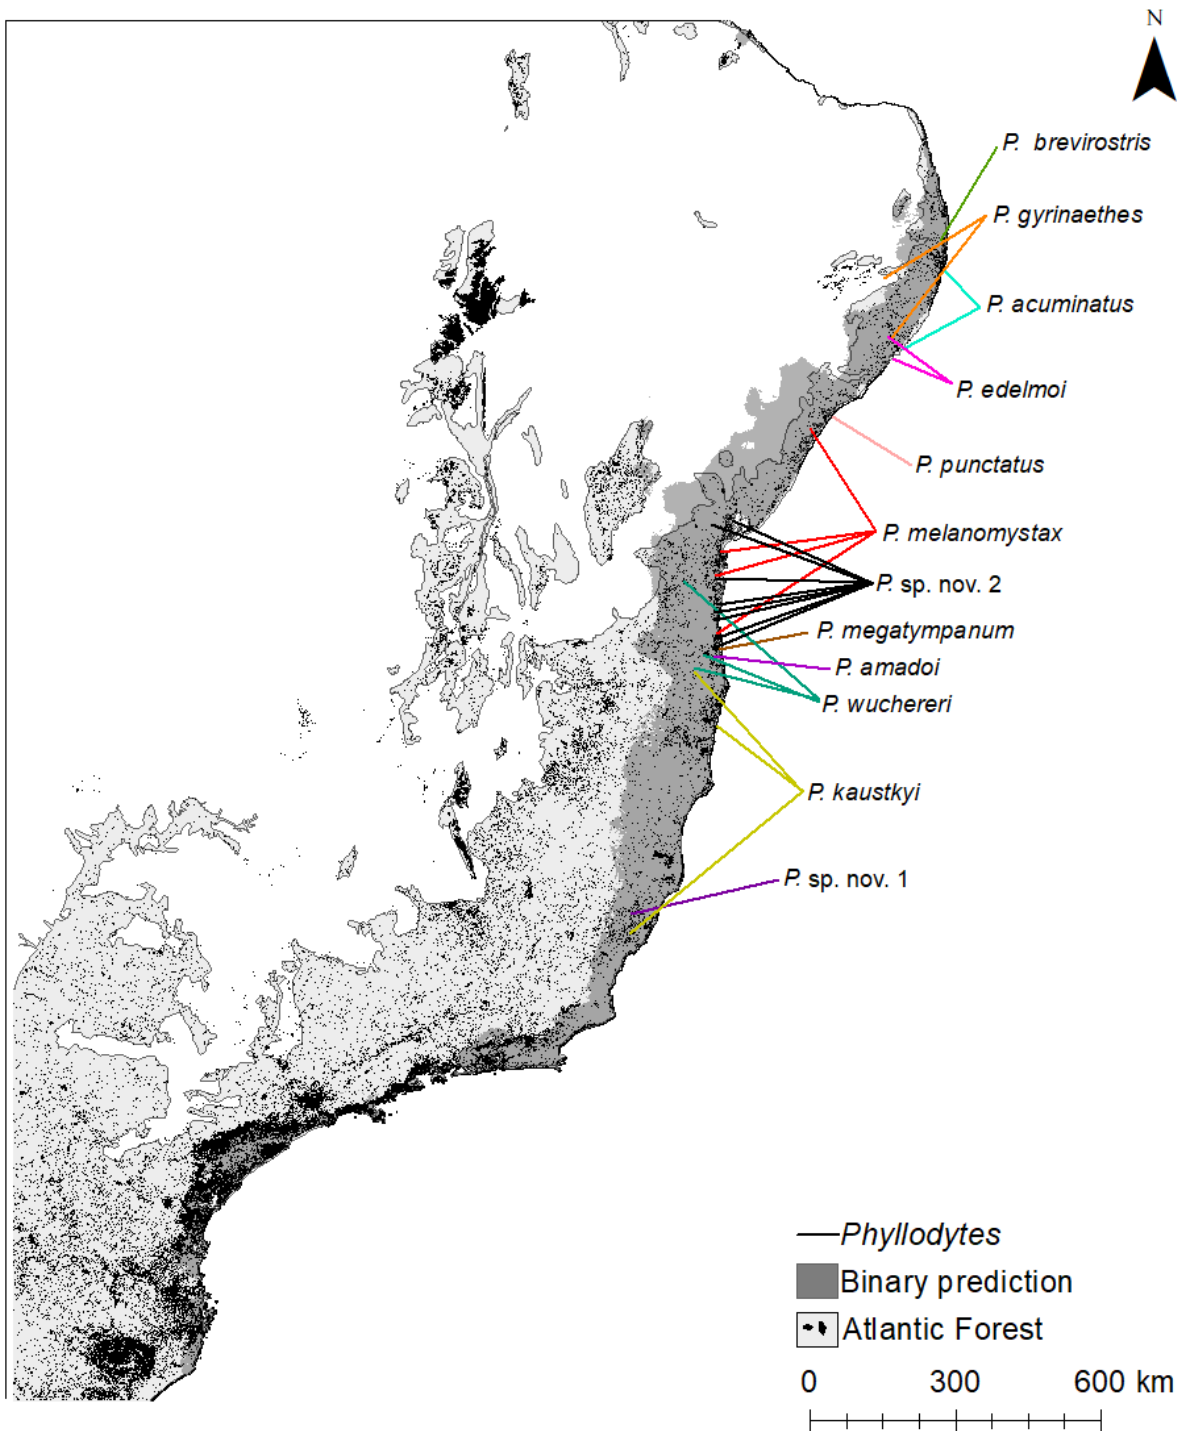 N
P. brevirostris
P. gyrinaethes
P. acuminatus
P. edelmoi
P. punctatus
P. melanomystax
P. sp. nov. 2
P. megatympanum
P. amadoi
P. wuchereri
P. kaustkyi
P. sp. nov. 1
Phyllodytes
Binary prediction
Atlantic Forest
0 300 600 km